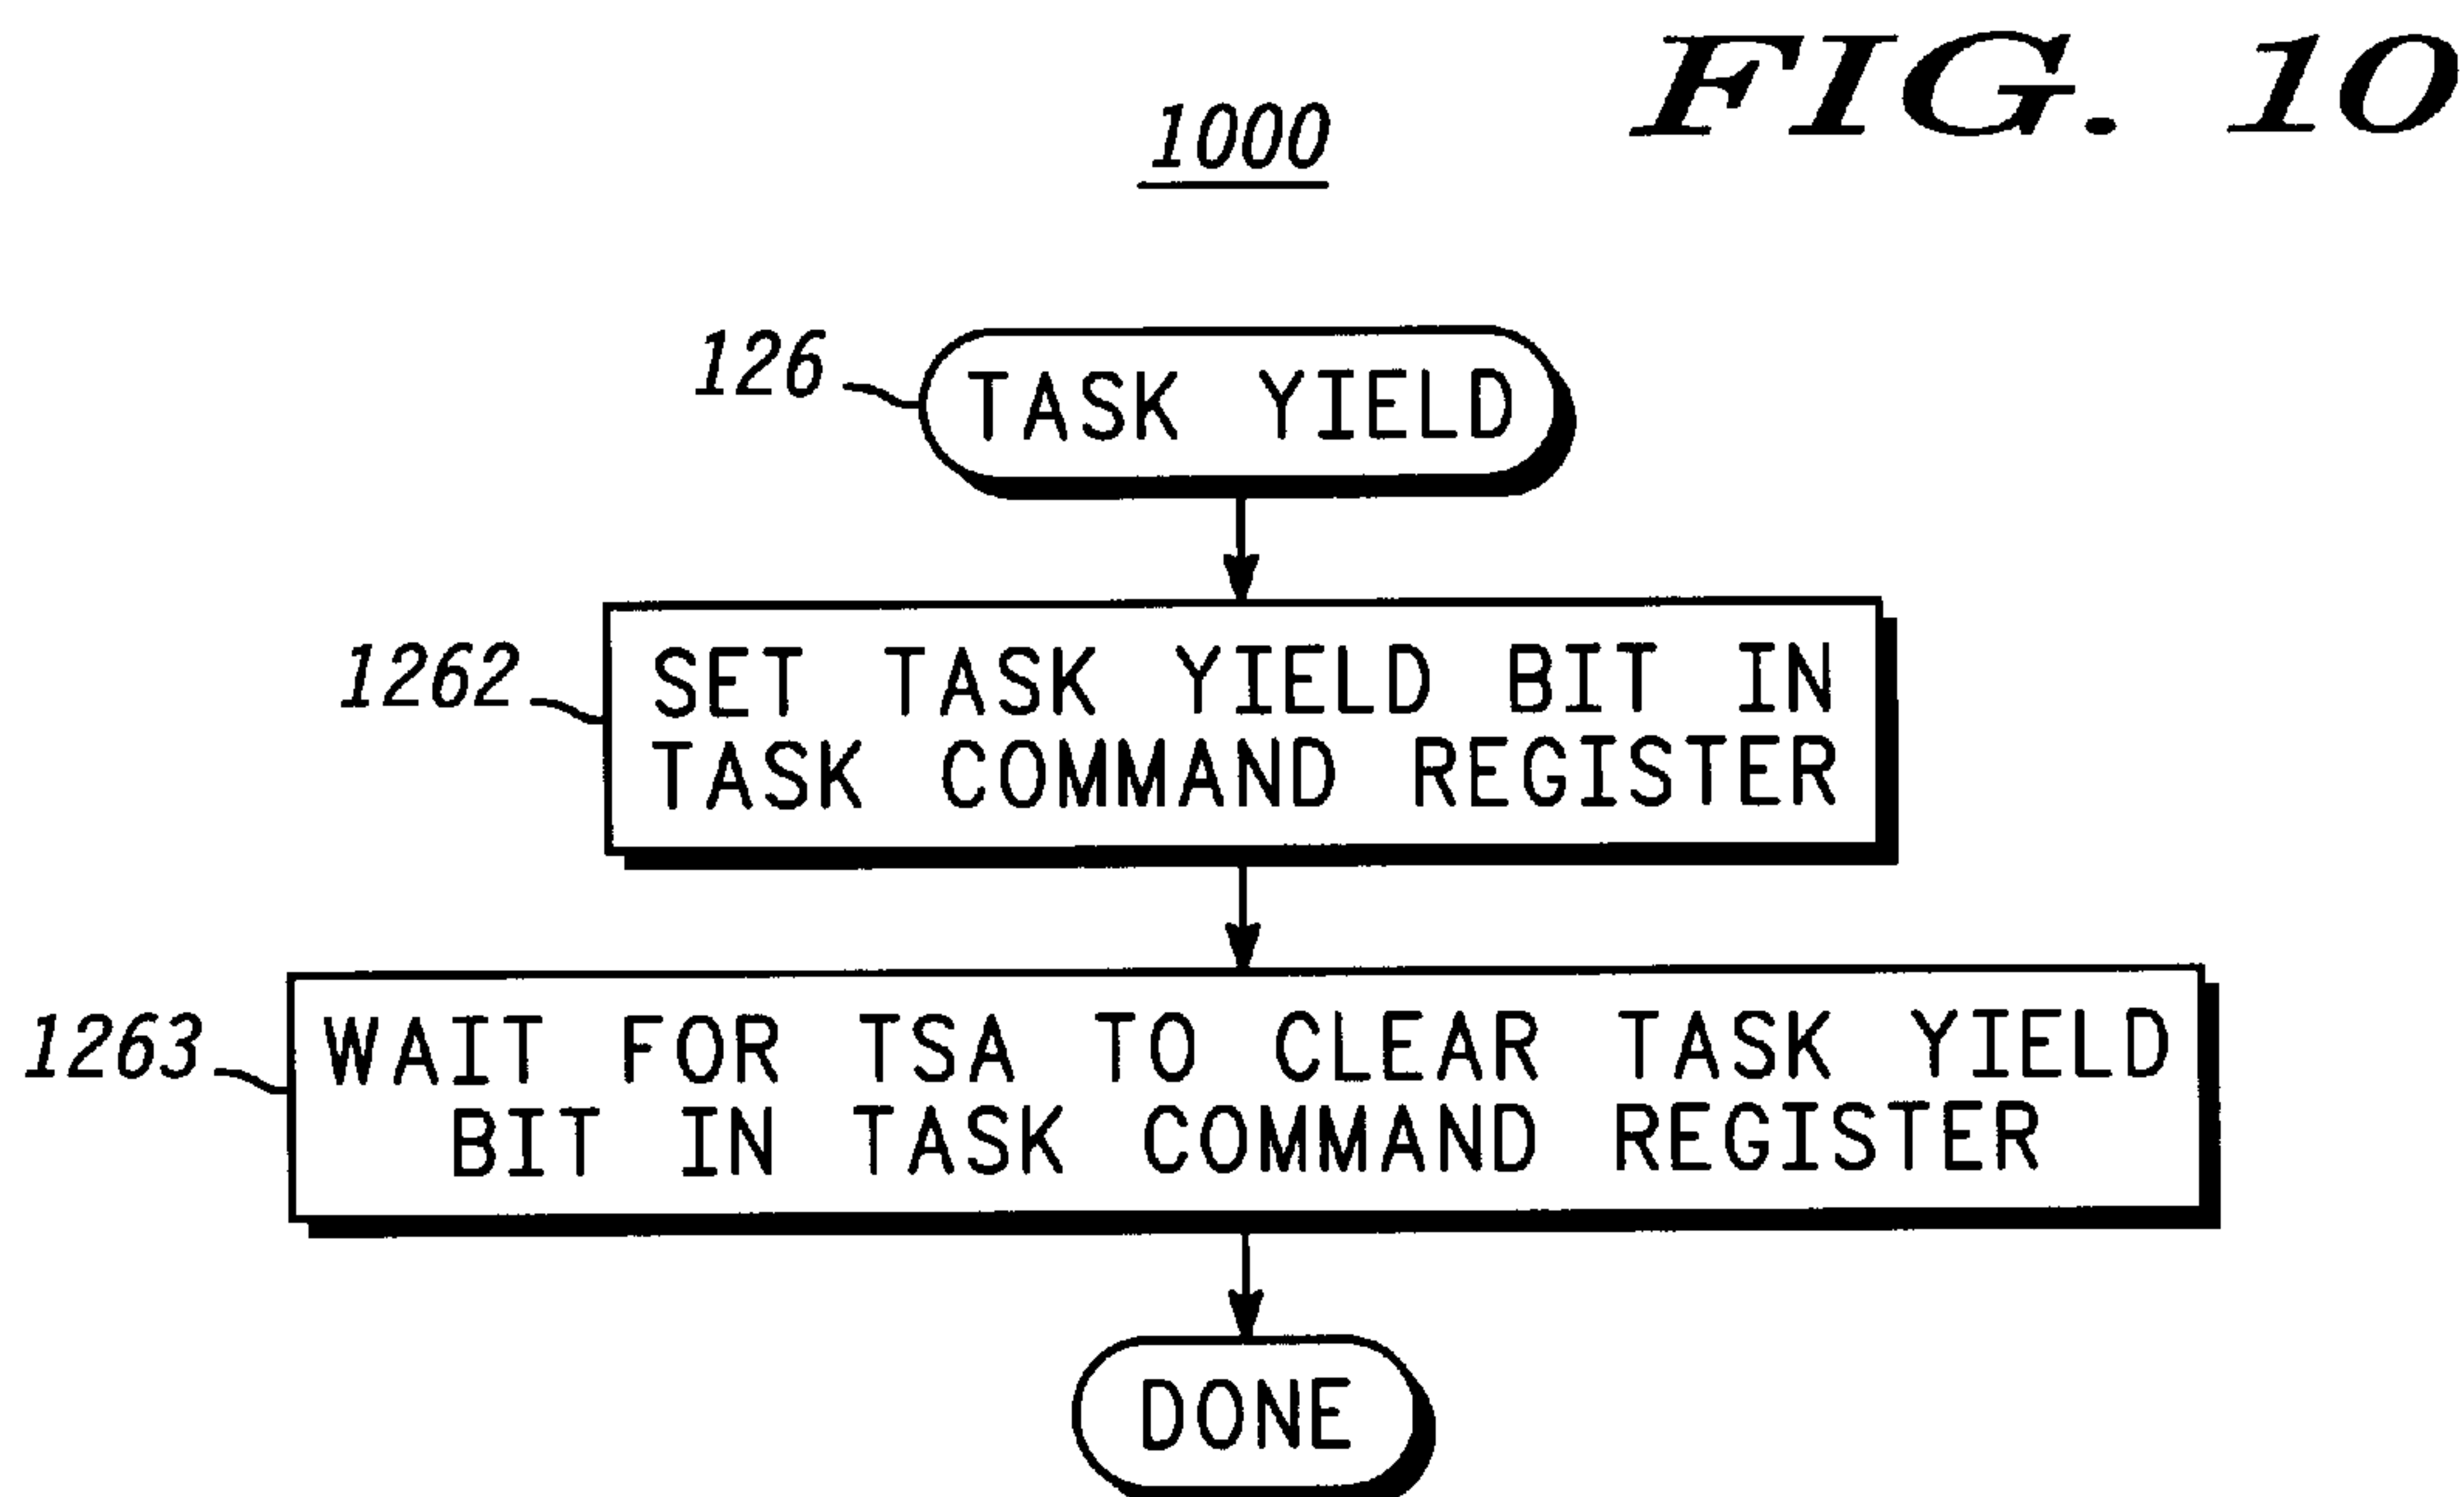 FIG. 10
1000
126
TASK YIELD
1262
SET TASK YIELD BIT IN
TASK COMMAND REGISTER
1263
WAIT FOR TSA TO CLEAR TASK YIELD
BIT IN TASK COMMAND REGISTER
DONE